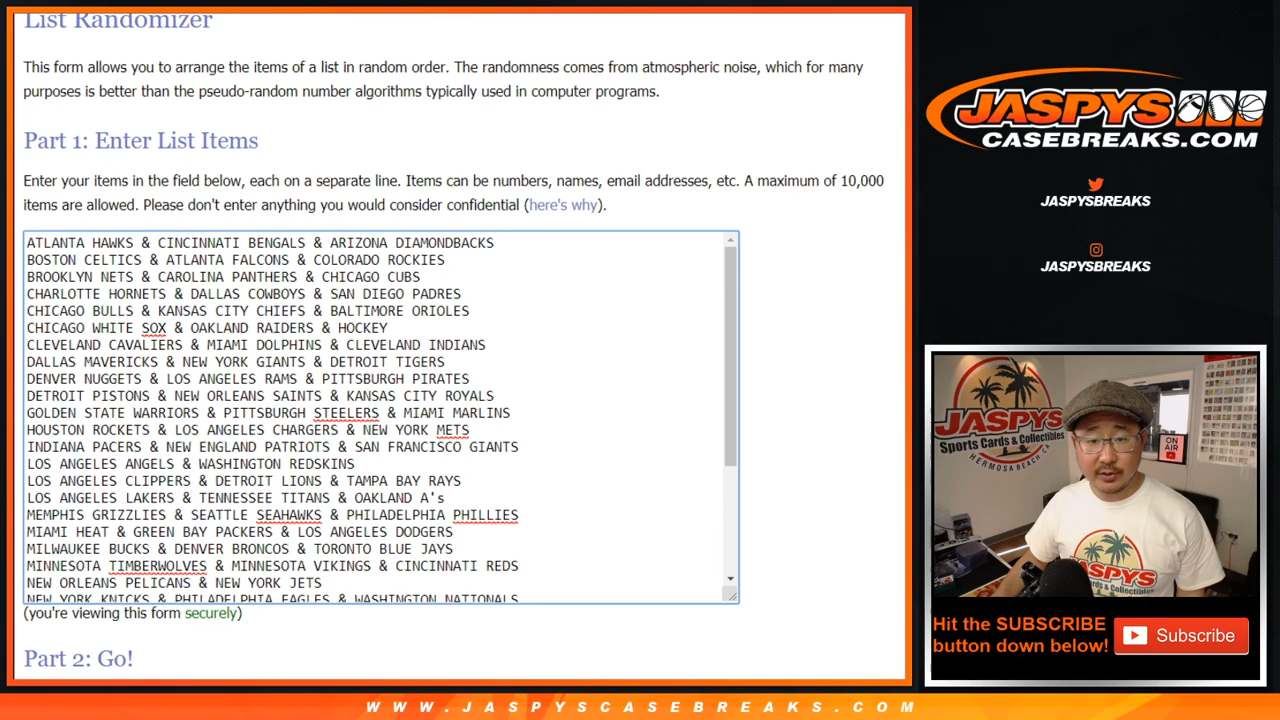 List Randomizer
This form allows you to arrange the items of a list in random order. The randomness comes from atmospheric noise, which for many
purposes is better than the pseudo-random number algorithms typically used in computer programs.
Part 1: Enter List Items
Enter your items in the field below, each on a separate line. Items can be numbers, names, email addresses, etc. A maximum of 10,000
items are allowed. Please don't enter anything you would consider confidential (here's why).
ATLANTA HAWKS & CINCINNATI BENGALS & ARIZONA DIAMONDBACKS
BOSTON CELTICS & ATLANTA FALCONS & COLORADO ROCKIES
BROOKLYN NETS & CAROLINA PANTHERS & CHICAGO CUBS
CHARLOTTE HORNETS & DALLAS COWBOYS & SAN DIEGO PADRES
CHICAGO BULLS & KANSAS CITY CHIEFS & BALTIMORE ORIOLES
CHICAGO WHITE SOX & OAKLAND RAIDERS & HOCKEY
CLEVELAND CAVALIERS & MIAMI DOLPHINS & CLEVELAND INDIANS
DALLAS MAVERICKS & NEW YORK GIANTS & DETROIT TIGERS
DENVER NUGGETS & LOS ANGELES RAMS & PITTSBURGH PIRATES
DETROIT PISTONS & NEW ORLEANS SAINTS & KANSAS CITY ROYALS
GOLDEN STATE WARRIORS & PITTSBURGH STEELERS & MIAMI MARLINS
HOUSTON ROCKETS & LOS ANGELES CHARGERS & NEW YORK METS
INDIANA PACERS & NEW ENGLAND PATRIOTS & SAN FRANCISCO GIANTS
LOS ANGELES ANGELS & WASHINGTON REDSKINS
LOS ANGELES CLIPPERS & DETROIT LIONS & TAMPA BAY RAYS
LOS ANGELES LAKERS & TENNESSEE TITANS & OAKLAND A's
MEMPHIS GRIZZLIES & SEATTLE SEAHAWKS & PHILADELPHIA PHILLIES
MIAMI HEAT & GREEN BAY PACKERS & LOS ANGELES DODGERS
MILWAUKEE BUCKS & DENVER BRONCOS & TORONTO BLUE JAYS
MINNESOTA TIMBERWOLVES & MINNESOTA VIKINGS & CINCINNATI REDS
NEW ORLEANS PELICANS & NEW YORK JETS
NEW YORK KNICKS & PHILADELPHIA EAGLES & WASHINGTON NATIONALS
(you're viewing this form securely)
Part 2: Go!
JASPYS
CASEBREAKS.COM
JASPYSBREAKS
JASPYSBREAKS
JASPYS
Sports Cards & Collectibles
HERMOSA BEACH, CA
ON
AIR
JASPYS
Hit the SUBSCRIBE
button down below!
Subscribe
WWW.JASPYSCASEBREAKS.COM